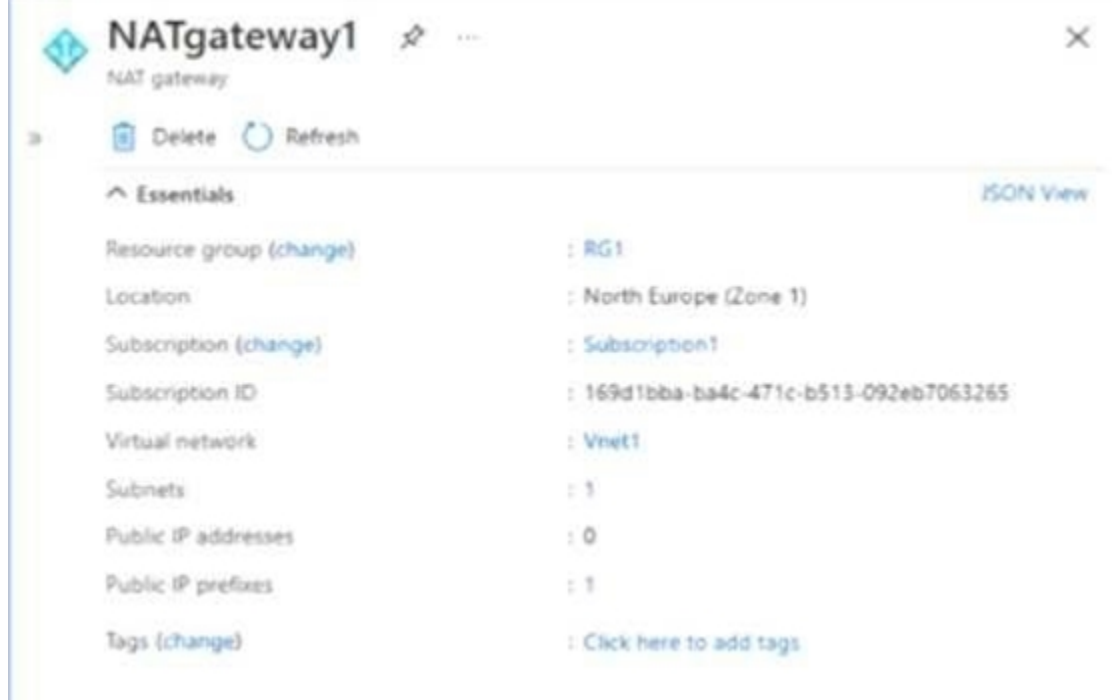 NATgateway1 ...
NAT gateway
» Delete Refresh
Essentials JSON View
Resource group (change) : RG1
Location : North Europe (Zone 1)
Subscription (change) : Subscription1
Subscription ID : 169d1bba-ba4c-471c-b513-092eb7063265
Virtual network : Vnet1
Subnets : 1
Public IP addresses : 0
Public IP prefixes : 1
Tags (change) : Click here to add tags